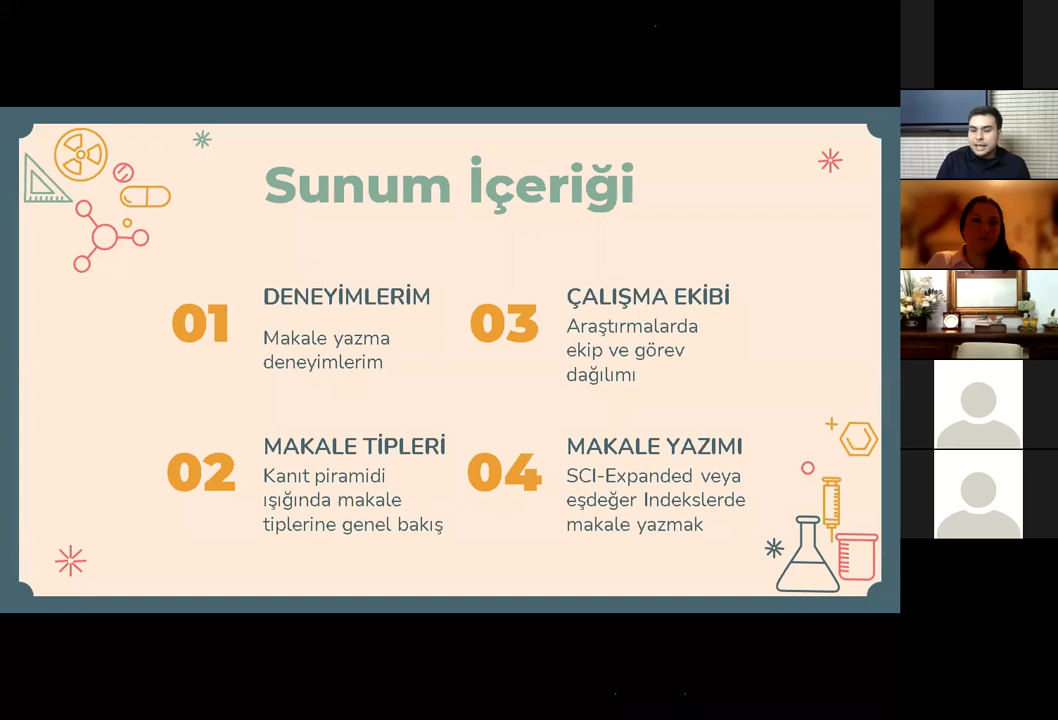 Sunum İçeriği
01
DENEYİMLERİM
Makale yazma
deneyimlerim
02
MAKALE TİPLERİ
Kanıt piramidi
ışığında makale
tiplerine genel bakış
03
ÇALIŞMA EKİBİ
Araştırmalarda
ekip ve görev
dağılımı
04
MAKALE YAZIMI
SCI-Expanded veya
eşdeğer Indekslerde
makale yazmak